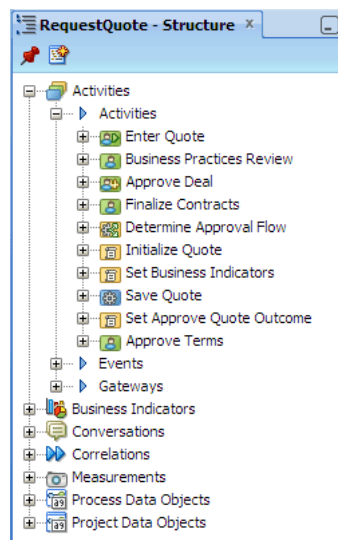 RequestQuote - Structure
Activities
Activities
Enter Quote
Business Practices Review
Approve Deal
Finalize Contracts
Determine Approval Flow
Initialize Quote
Set Business Indicators
Save Quote
Set Approve Quote Outcome
Approve Terms
Events
Gateways
Business Indicators
Conversations
Correlations
Measurements
Process Data Objects
Project Data Objects